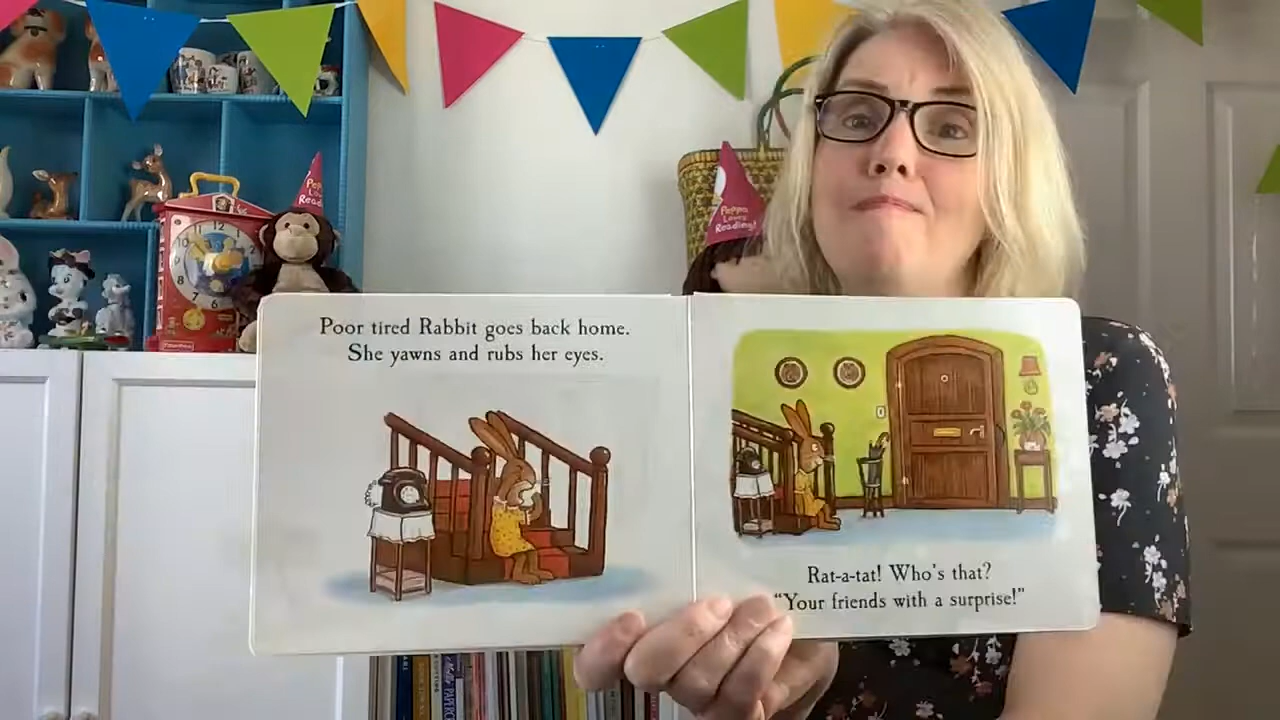 Poor tired Rabbit goes back home.
She yawns and rubs her eyes.
Rat-a-tat! Who's that?
"Your friends with a surprise!"
Peppa
Loves
Reading!
12